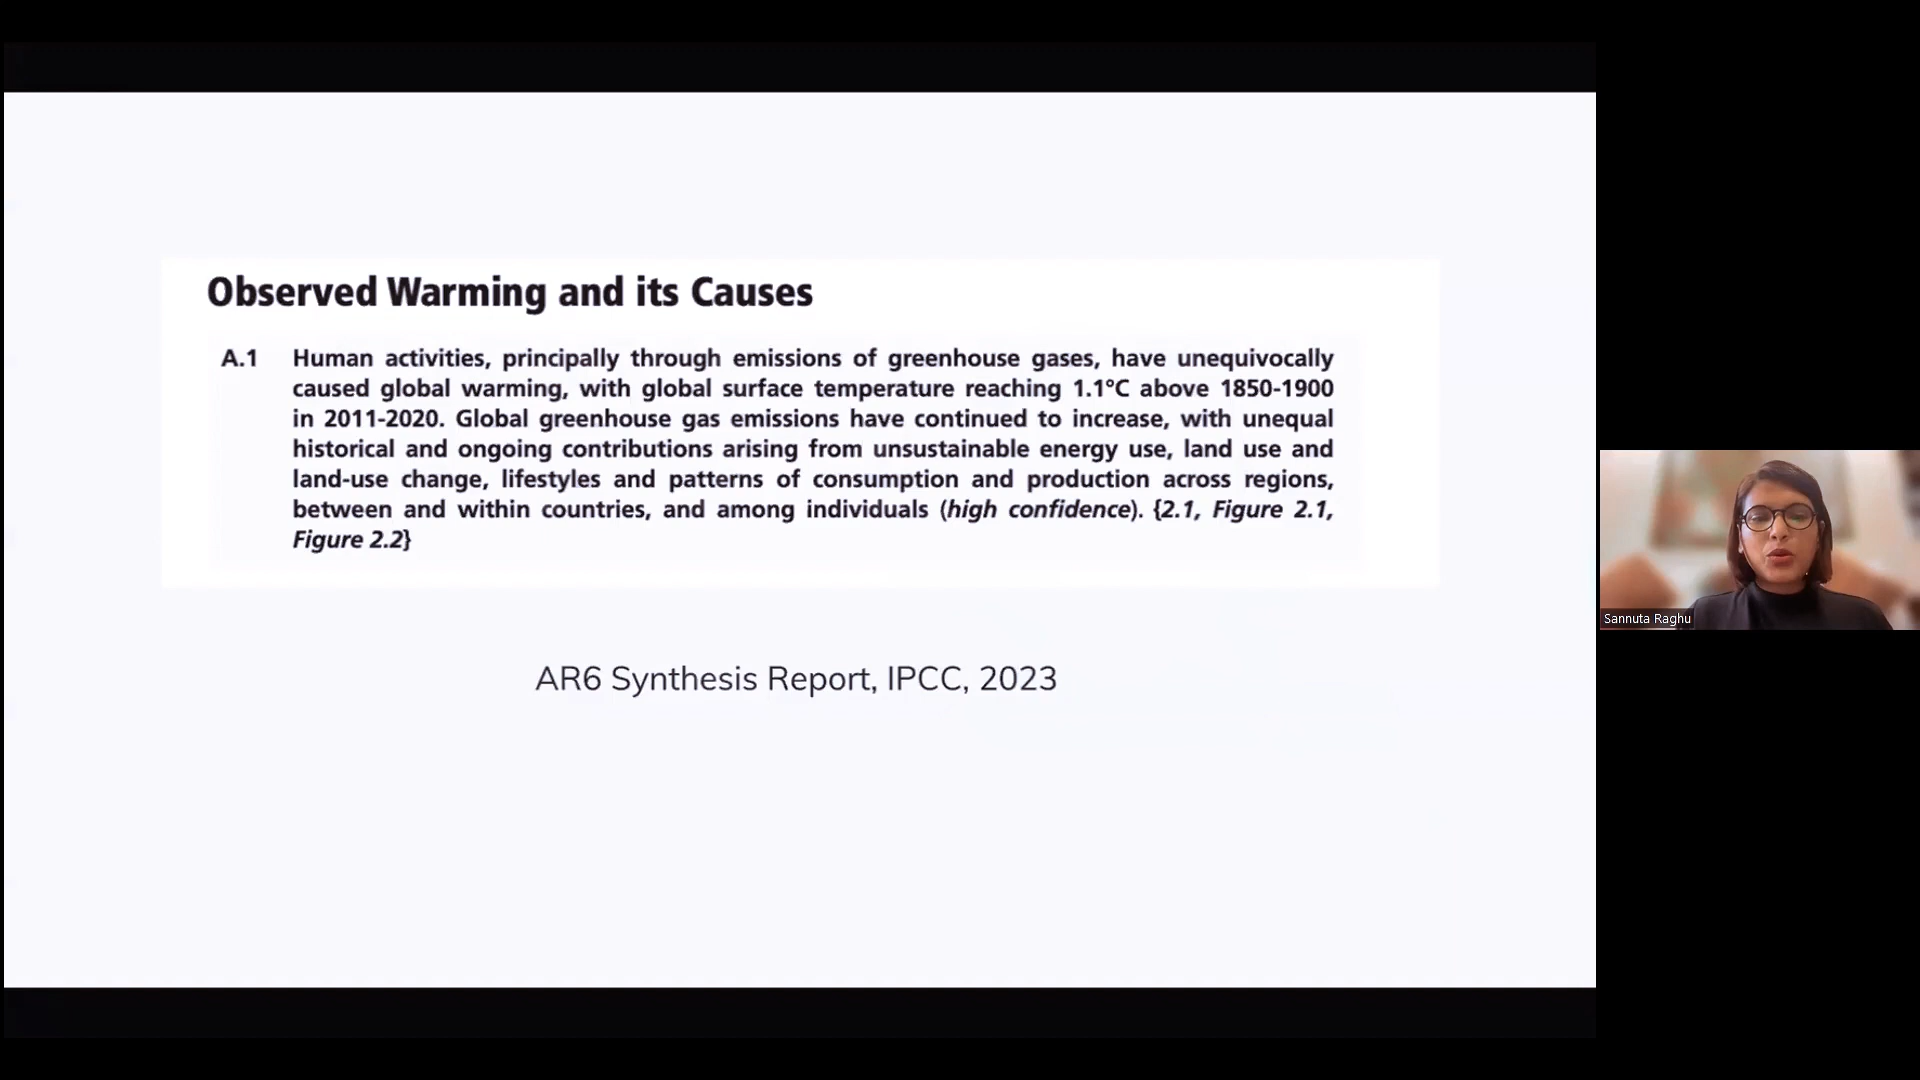 Observed Warming and its Causes
A.1 Human activities, principally through emissions of greenhouse gases, have unequivocally
caused global warming, with global surface temperature reaching 1.1°C above 1850-1900
in 2011-2020. Global greenhouse gas emissions have continued to increase, with unequal
historical and ongoing contributions arising from unsustainable energy use, land use and
land-use change, lifestyles and patterns of consumption and production across regions,
between and within countries, and among individuals (high confidence). {2.1, Figure 2.1,
Figure 2.2}
AR6 Synthesis Report, IPCC, 2023
Sannuta Raghu